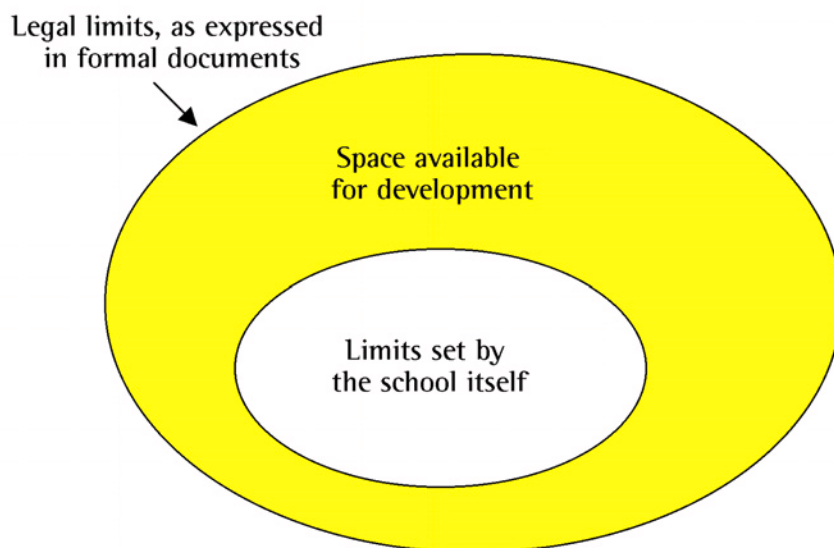 Legal limits, as expressed
in formal documents
Space available
for development
Limits set by
the school itself